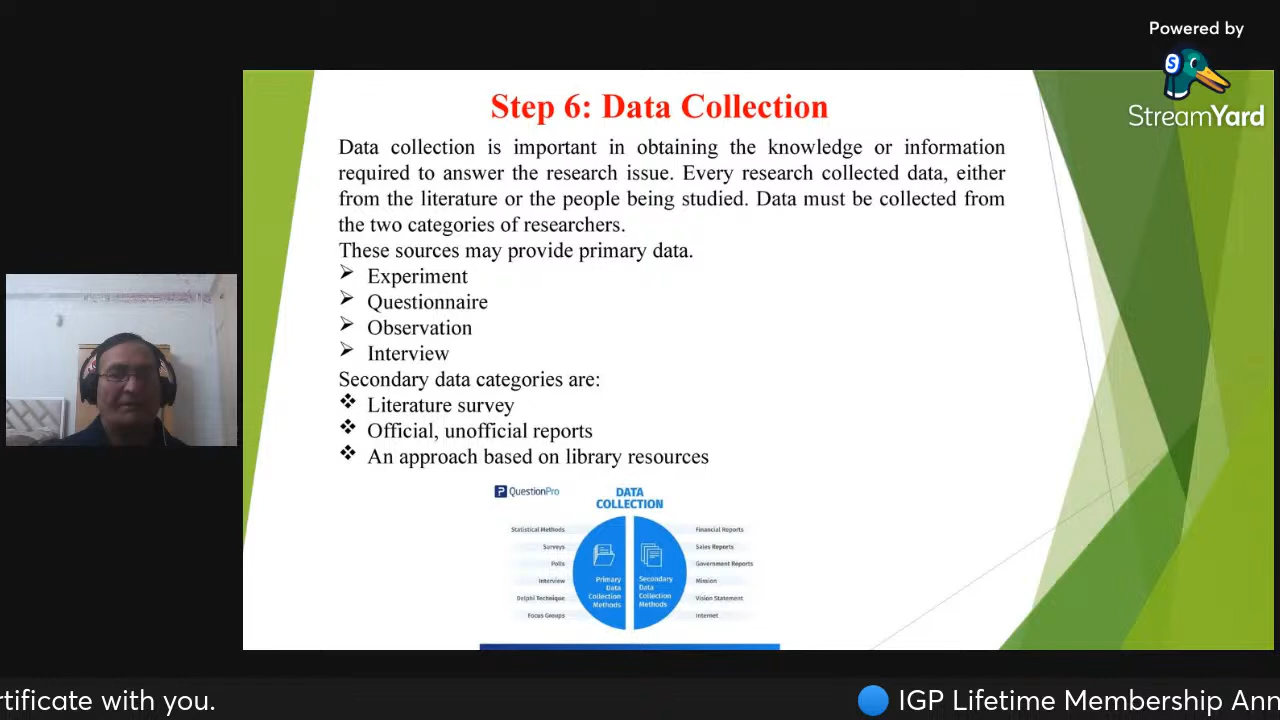 Powered by
StreamYard
Step 6: Data Collection
Data collection is important in obtaining the knowledge or information
required to answer the research issue. Every research collected data, either
from the literature or the people being studied. Data must be collected from
the two categories of researchers.
These sources may provide primary data.
Experiment
Questionnaire
Observation
Interview
Secondary data categories are:
Literature survey
Official, unofficial reports
An approach based on library resources
QuestionPro
DATA
COLLECTION
Statistical Methods
Surveys
Polls
Interview
Delphi Technique
Focus Groups
Primary
Data
Collection
Methods
Secondary
Data
Collection
Methods
Financial Reports
Sales Reports
Government Reports
Mission
Vision Statement
Internet
rtificate with you.
IGP Lifetime Membership Ann